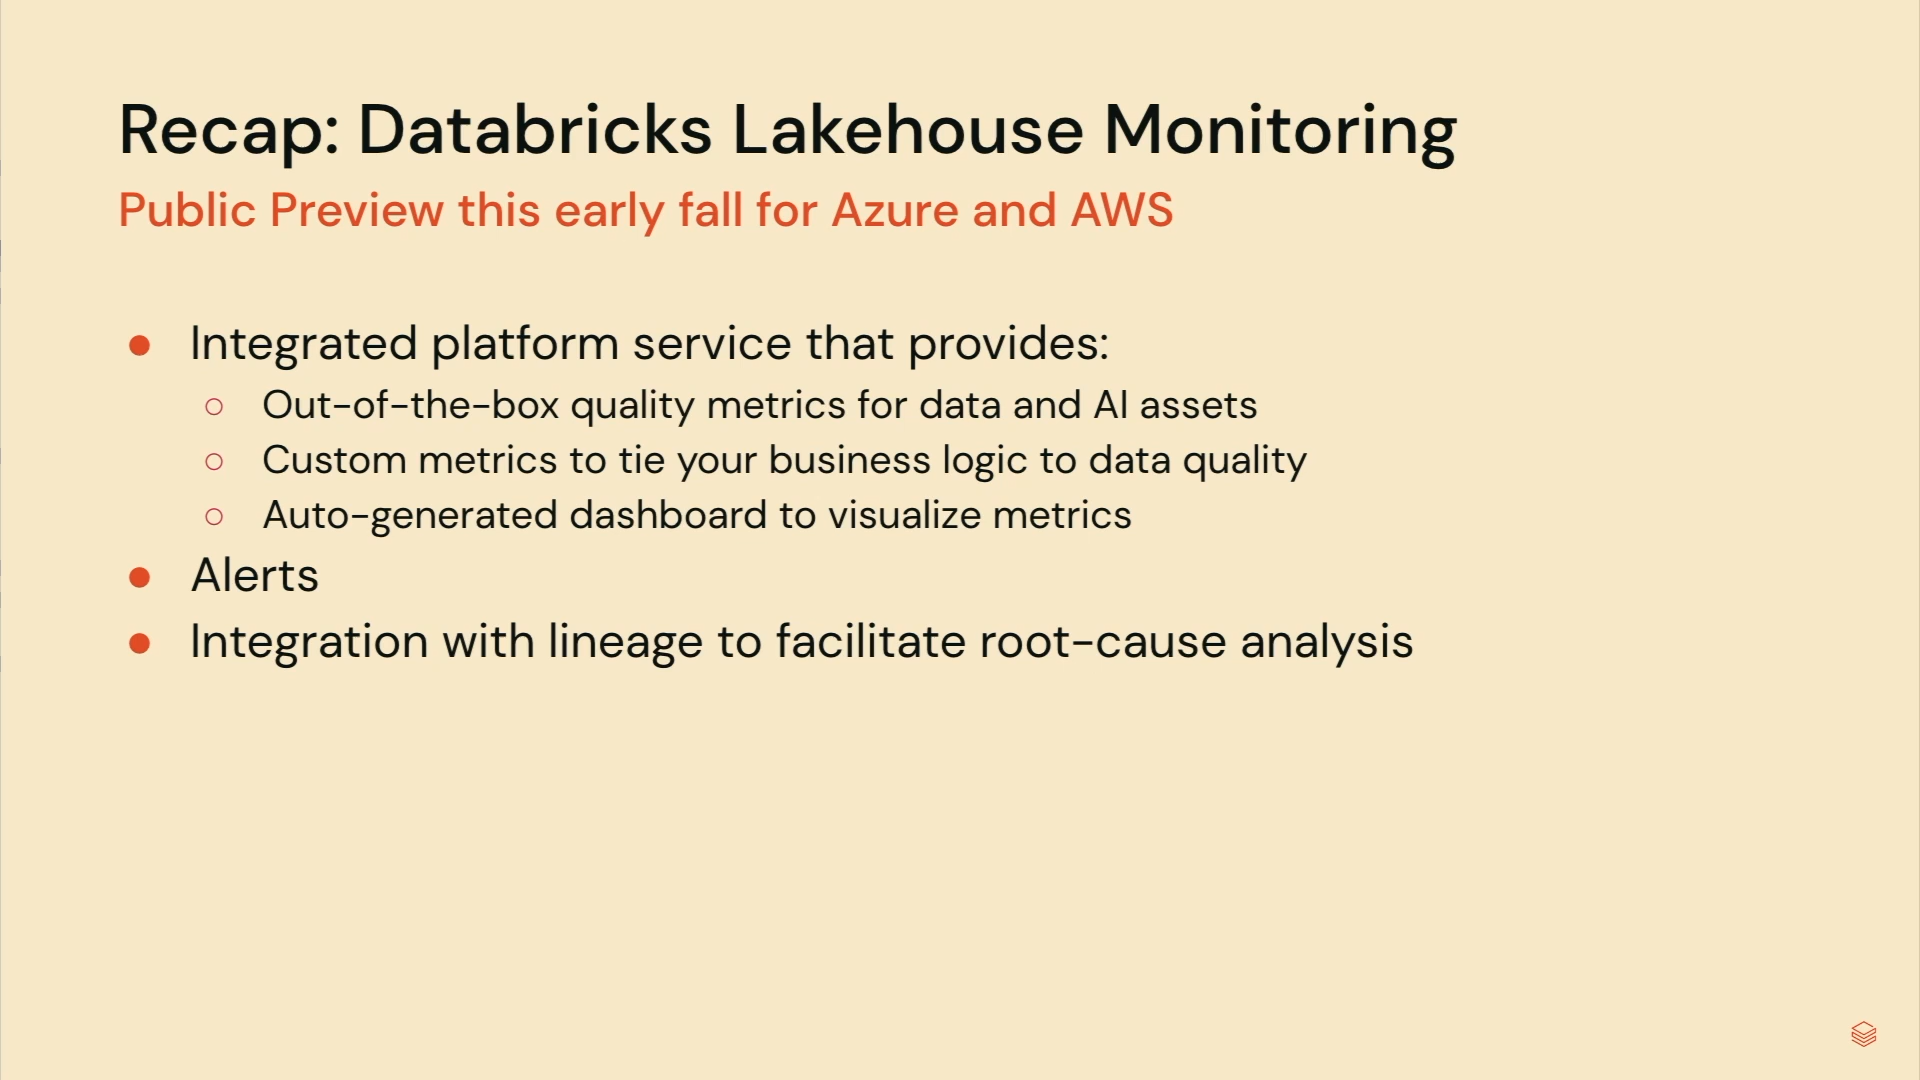 Recap: Databricks Lakehouse Monitoring
Public Preview this early fall for Azure and AWS
● Integrated platform service that provides:
○ Out-of-the-box quality metrics for data and AI assets
○ Custom metrics to tie your business logic to data quality
○ Auto-generated dashboard to visualize metrics
● Alerts
● Integration with lineage to facilitate root-cause analysis